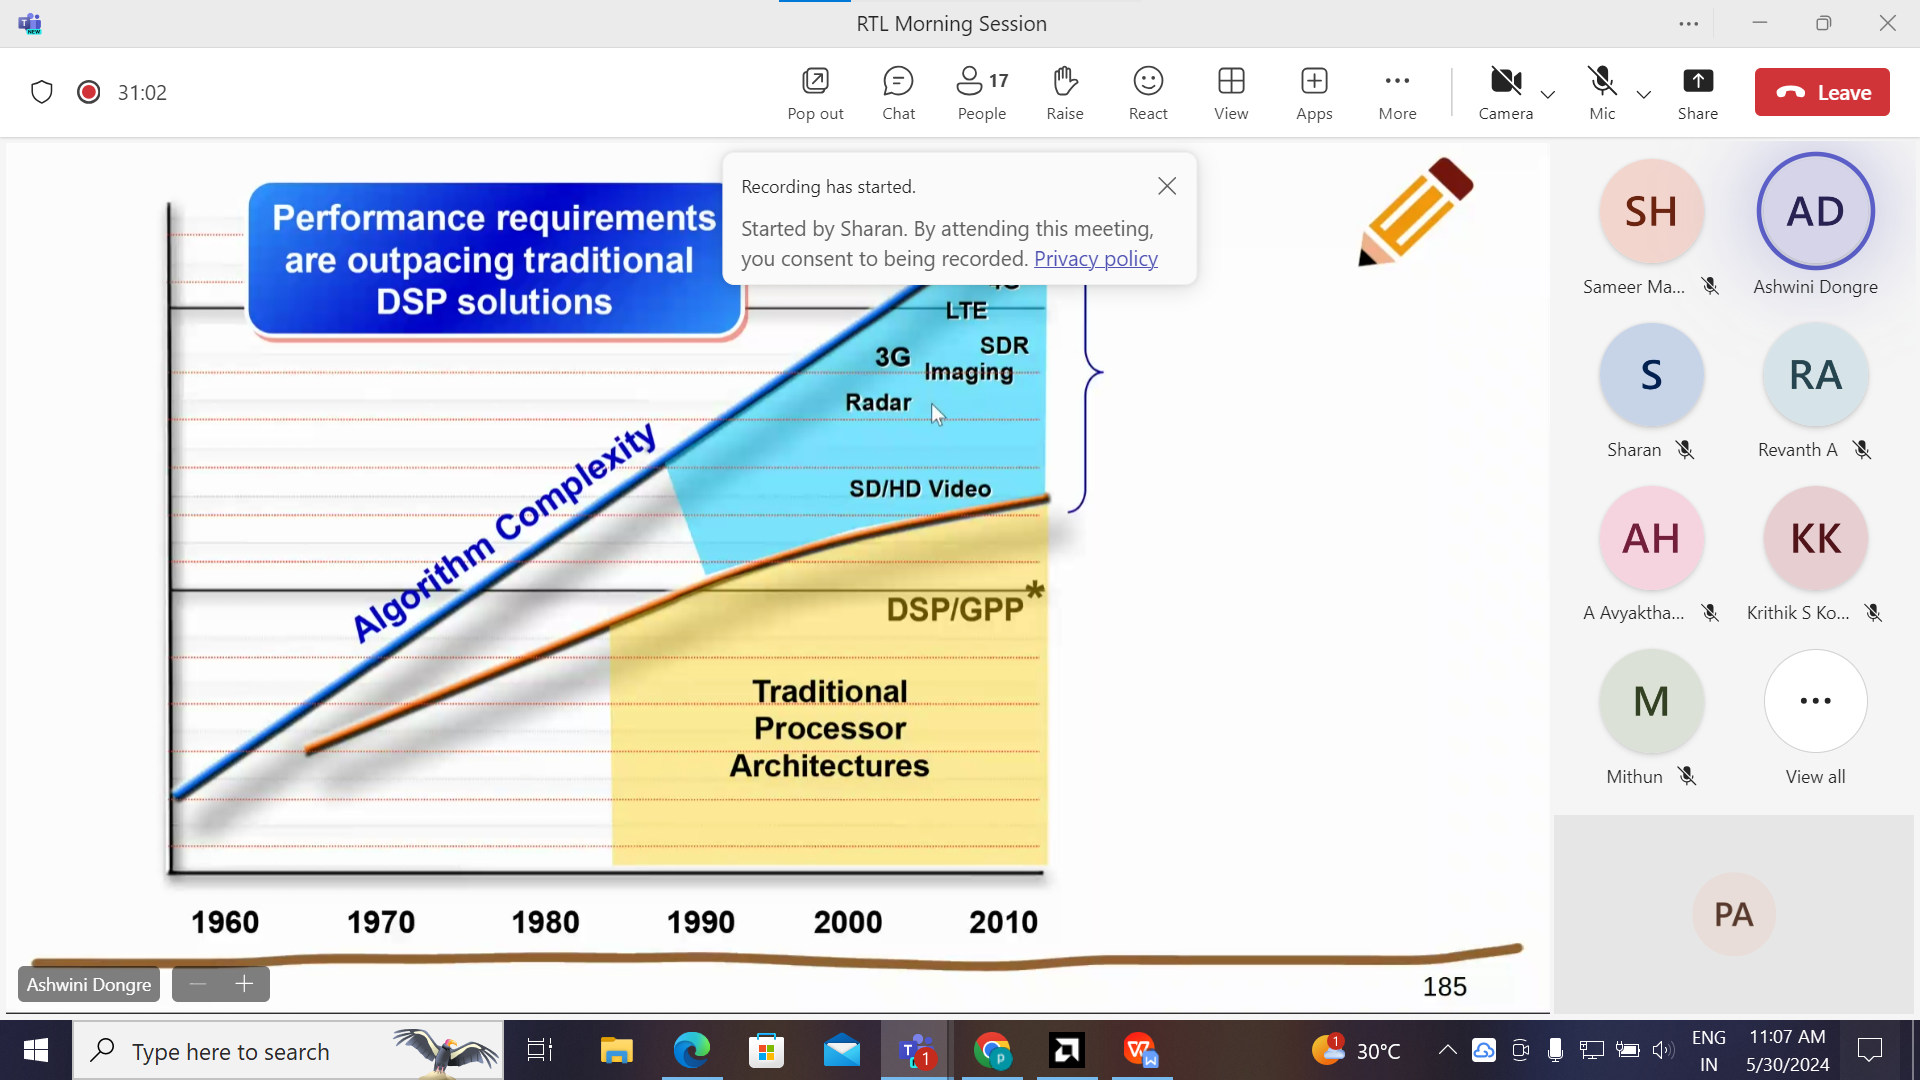 RTL Morning Session
31:02
Pop out
Chat
17
People
Raise
React
View
Apps
More
Camera
Mic
Share
Leave
Recording has started.
Started by Sharan. By attending this meeting,
you consent to being recorded. Privacy policy
Performance requirements
are outpacing traditional
DSP solutions
LTE
SDR
3G
Imaging
Radar
SD/HD Video
Algorithm Complexity
DSP/GPP*
Traditional
Processor
Architectures
1960 1970 1980 1990 2000 2010
185
Ashwini Dongre
SH
Sameer Ma...
AD
Ashwini Dongre
S
Sharan
RA
Revanth A
AH
A Avyaktha...
KK
Krithik S Ko...
M
Mithun
View all
PA
Type here to search
1
1
30°C
ENG
IN
11:07 AM
5/30/2024